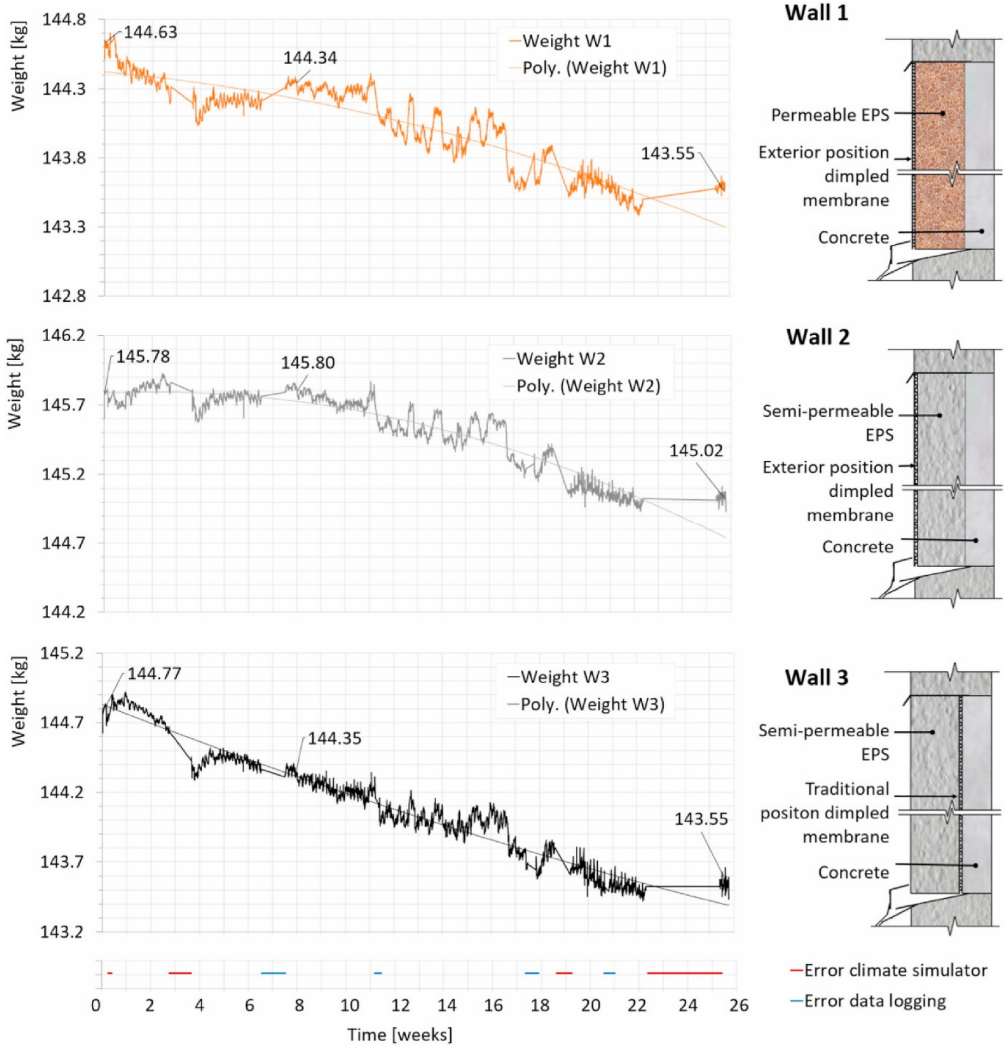 Wall 1
Weight [kg]
144.8
144.3
143.8
143.3
142.8
144.63
144.34
143.55
Weight W1
Poly. (Weight W1)
Permeable EPS
Exterior position
dimpled
membrane
Concrete
Wall 2
Weight [kg]
146.2
145.7
145.2
144.7
144.2
145.78
145.80
145.02
Weight W2
Poly. (Weight W2)
Semi-permeable
EPS
Exterior position
dimpled
membrane
Concrete
Wall 3
Weight [kg]
145.2
144.7
144.2
143.7
143.2
144.77
144.35
143.55
Weight W3
Poly. (Weight W3)
Semi-permeable
EPS
Traditional
positon dimpled
membrane
Concrete
0 2 4 6 8 10 12 14 16 18 20 22 24 26
Time [weeks]
Error climate simulator
Error data logging